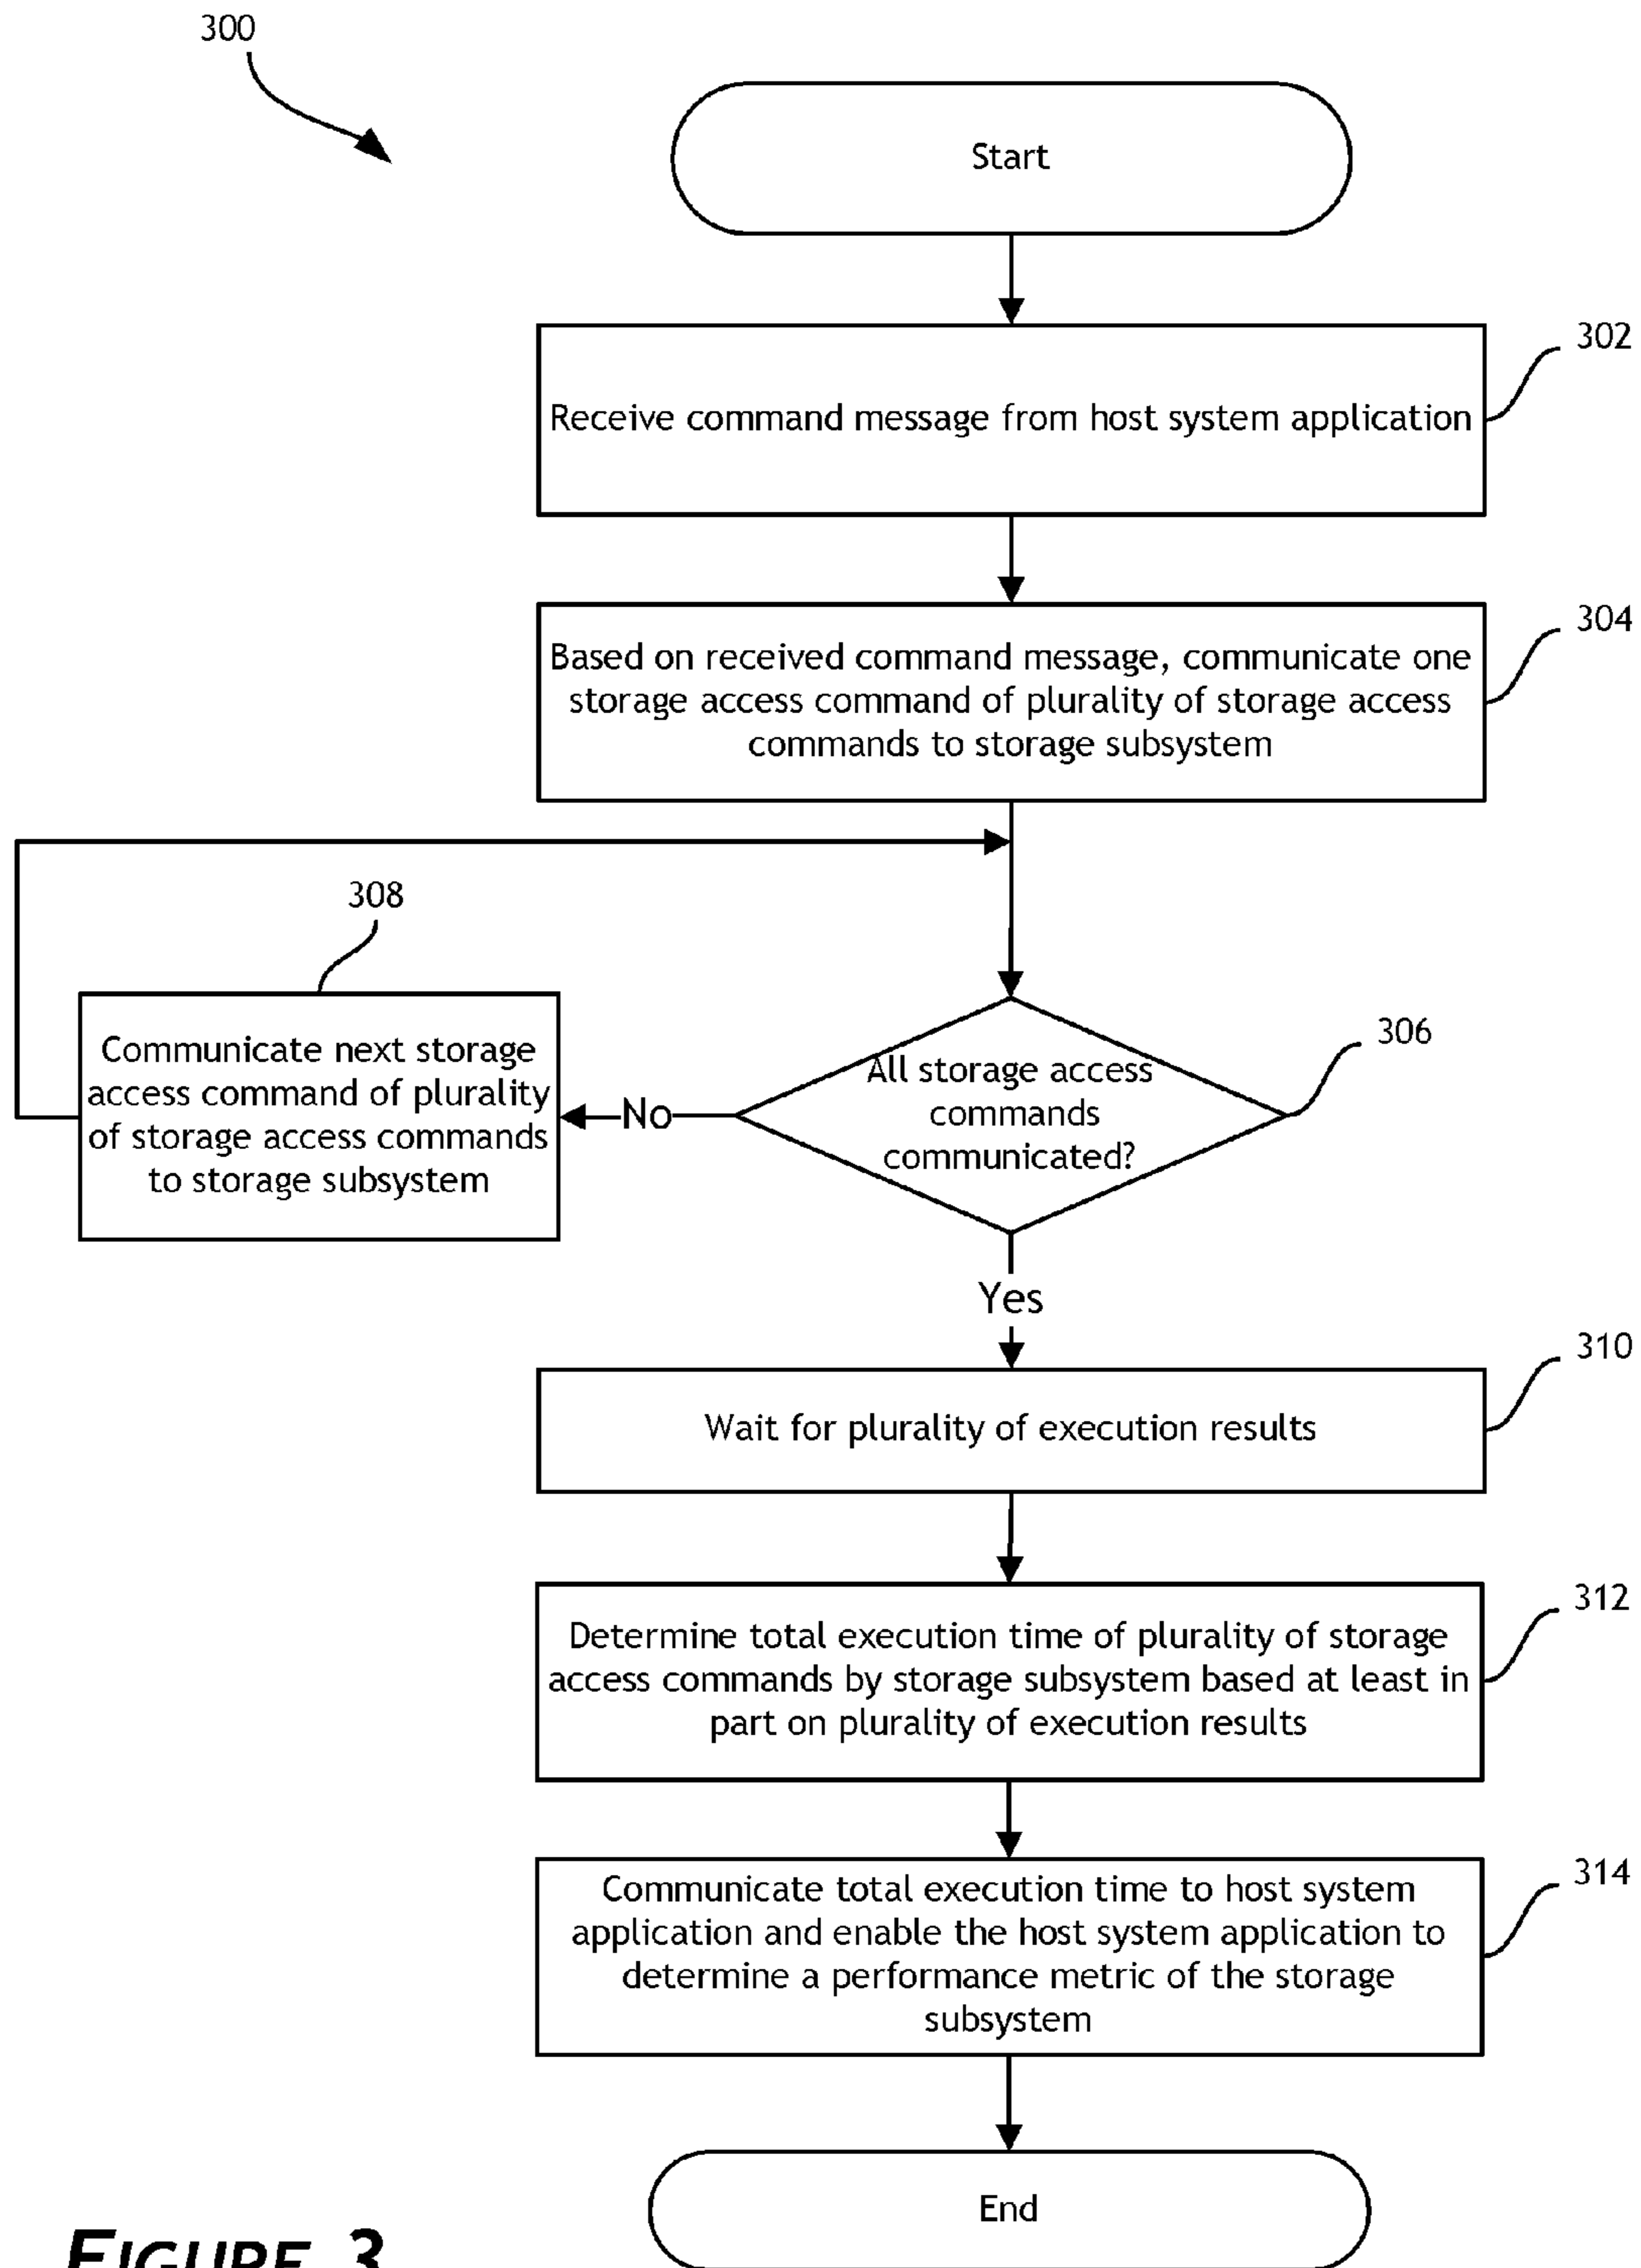 300
Start
302
Receive command message from host system application
304
Based on received command message, communicate one
storage access command of plurality of storage access
commands to storage subsystem
308
Communicate next storage
access command of plurality
of storage access commands
to storage subsystem
No
306
All storage access
commands
communicated?
Yes
310
Wait for plurality of execution results
312
Determine total execution time of plurality of storage
access commands by storage subsystem based at least in
part on plurality of execution results
314
Communicate total execution time to host system
application and enable the host system application to
determine a performance metric of the storage
subsystem
End
FIGURE 3